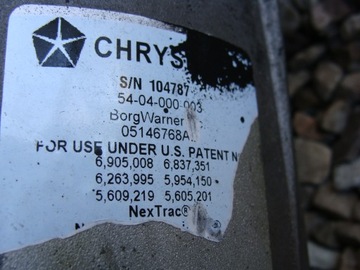 CHRYS
S/N 104787
54-04-000-003
BorgWarner
05146768A
FOR USE UNDER U.S. PATENT N
6,905,008 6,837,351
6,263,995 5,954,150
5,609,219 5,605,201
NexTrac®